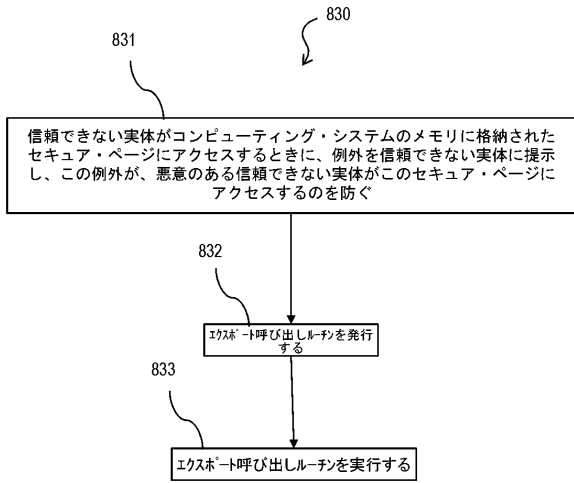 830
831
信頼できない実体がコンピューティング・システムのメモリに格納された
セキュア・ページにアクセスするときに、例外を信頼できない実体に提示
し、この例外が、悪意のある信頼できない実体がこのセキュア・ページに
アクセスするのを防ぐ
832
ｴｸｽﾎﾟｰﾄ呼び出しﾙｰﾁﾝを発行
する
833
ｴｸｽﾎﾟｰﾄ呼び出しﾙｰﾁﾝを実行する